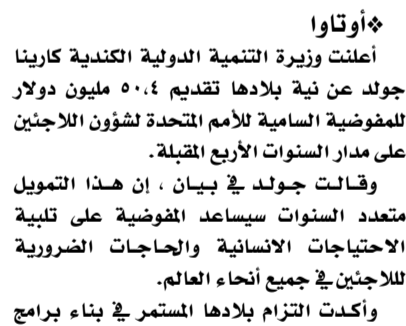 ❖أوتاوا
أعلنت وزيرة التنمية الدولية الكندية كارينا
جولد عن نية بلادها تقديم ٥٠،٤ مليون دولار
للمفوضية السامية للأمم المتحدة لشؤون اللاجئين
على مدار السنوات الأربع المقبلة.
وقالت جولد في بيان ، إن هذا التمويل
متعدد السنوات سيساعد المفوضية على تلبية
الاحتياجات الانسانية والحاجات الضرورية
لللاجئين في جميع أنحاء العالم.
وأكدت التزام بلادها المستمر في بناء برامج